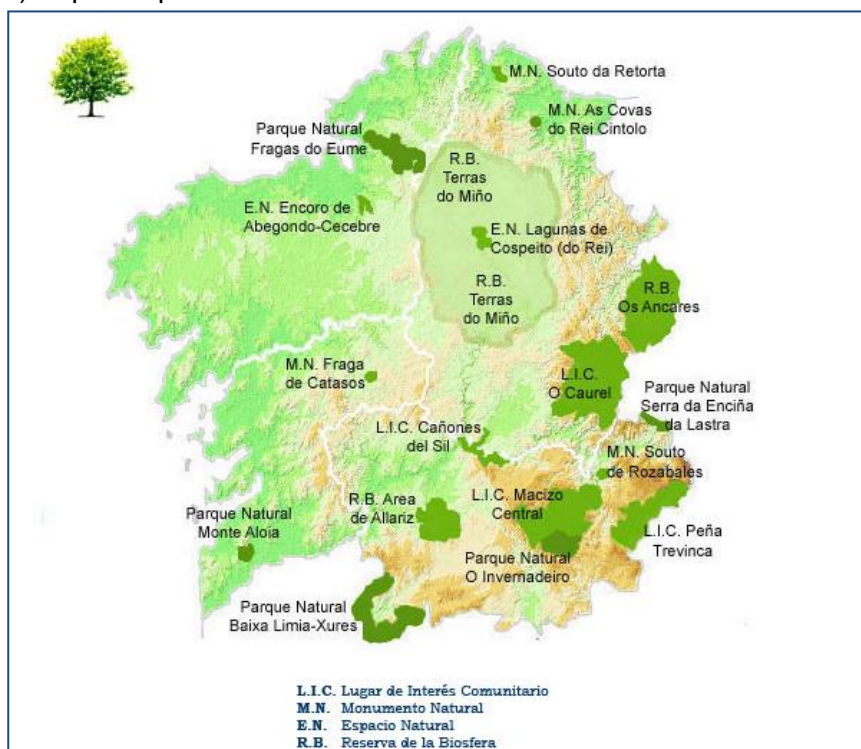 M.N. Souto da Retorta
M.N. As Covas
do Rei Cintolo
Parque Natural
Fragas do Eume
R.B.
Terras
do Miño
E.N. Encoro de
Abegondo-Cecebre
E.N. Lagunas de
Cospeito (do Rei)
R.B.
Terras
do Miño
R.B.
Os Ancares
M.N. Fraga
de Catasos
L.I.C.
O Caurel
Parque Natural
Serra da Enciña
da Lastra
L.I.C. Cañones
del Sil
M.N. Souto
de Rozabales
R.B. Area
de Allariz
L.I.C. Macizo
Central
Parque Natural
Monte Aloia
L.I.C. Peña
Trevinca
Parque Natural
O Invernadeiro
Parque Natural
Baixa Limia-Xures
L.I.C. Lugar de Interés Comunitario
M.N. Monumento Natural
E.N. Espacio Natural
R.B. Reserva de la Biosfera